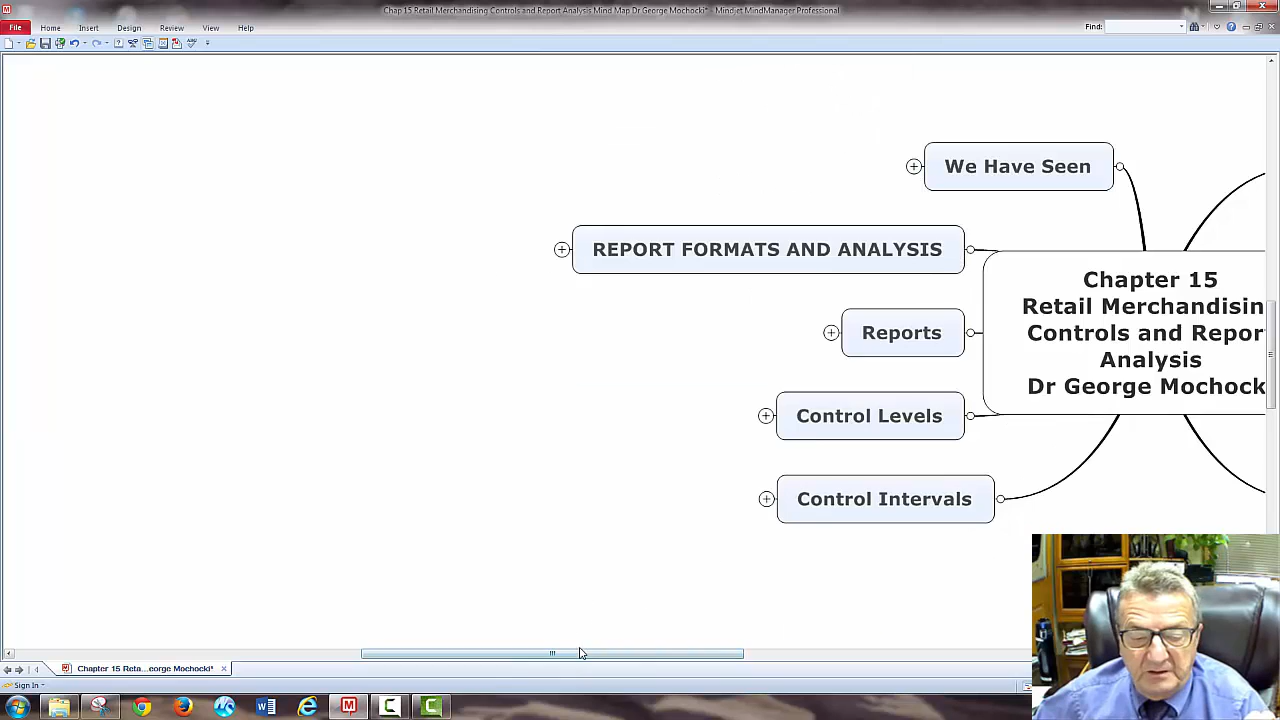 Chap 15 Retail Merchandising Controls and Report Analysis Mind Map Dr George Mochocki* - Mindjet MindManager Professional
File Home Insert Design Review View Help Find:
We Have Seen
REPORT FORMATS AND ANALYSIS
Reports
Control Levels
Control Intervals
Chapter 15
Retail Merchandisin
Controls and Repor
Analysis
Dr George Mochock
Chapter 15 Reta...eorge Mochocki*
Sign In